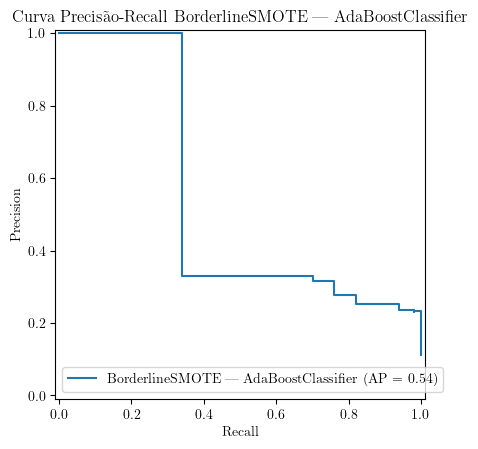 Curva Precisão-Recall BorderlineSMOTE — AdaBoostClassifier
1.0
0.8
0.6
0.4
0.2
0.0
Precision
BorderlineSMOTE — AdaBoostClassifier (AP = 0.54)
0.0 0.2 0.4 0.6 0.8 1.0
Recall